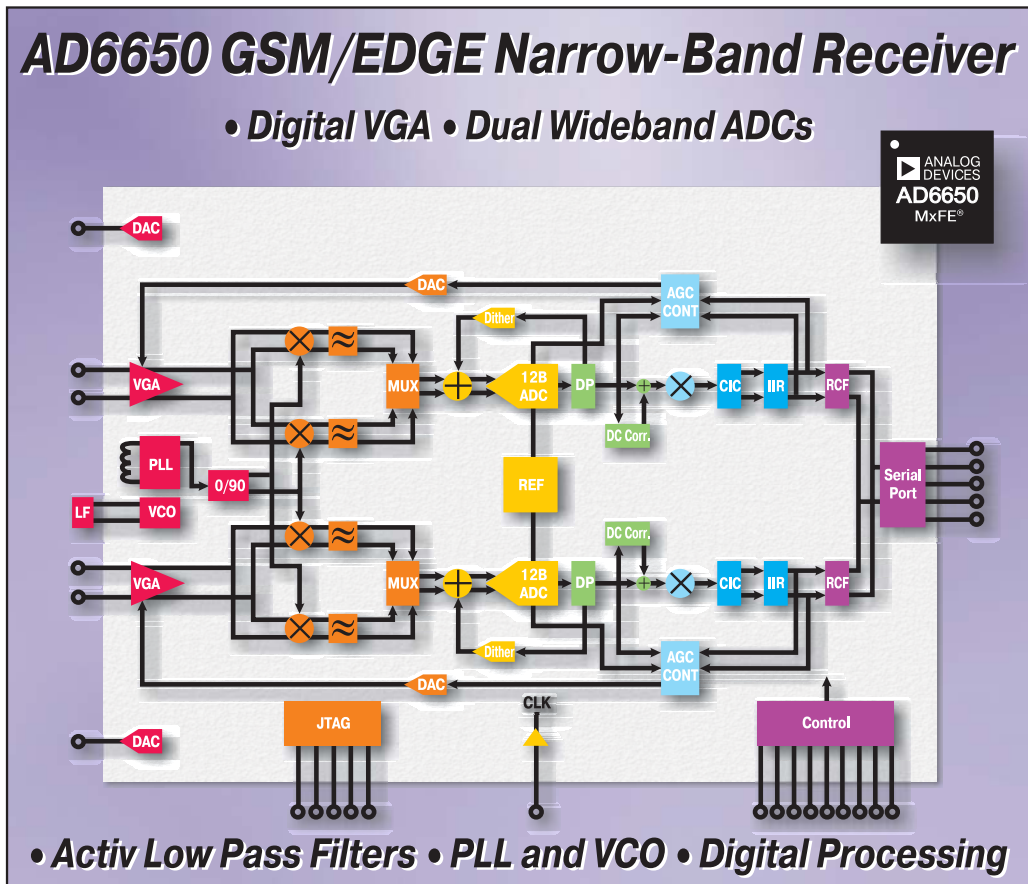 AD6650 GSM/EDGE Narrow-Band Receiver
• Digital VGA • Dual Wideband ADCs
ANALOG
DEVICES
AD6650
MxFE®
DAC
DAC
AGC
CONT
Dither
VGA
MUX
12B
ADC
DP
CIC
IIR
RCF
DC Corr.
PLL
0/90
REF
Serial
Port
LF
VCO
DC Corr.
VGA
MUX
12B
ADC
DP
CIC
IIR
RCF
Dither
AGC
CONT
DAC
CLK
JTAG
Control
DAC
• Activ Low Pass Filters • PLL and VCO • Digital Processing